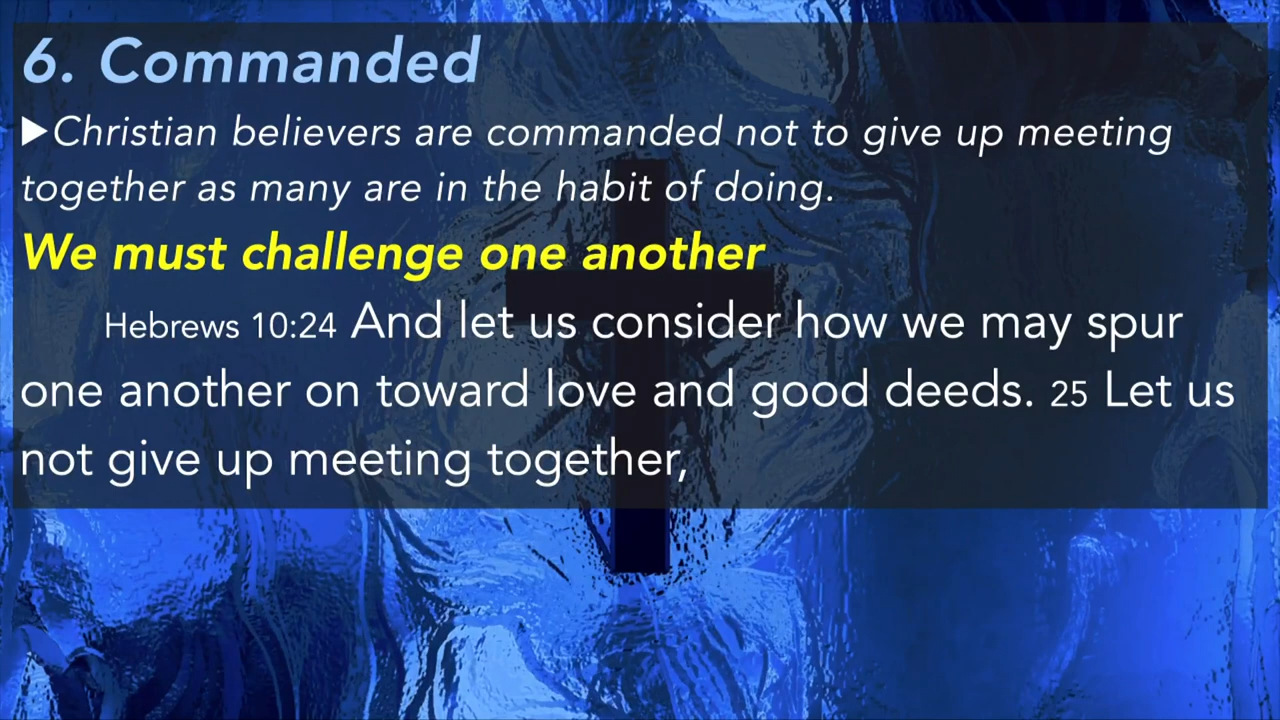 6. Commanded
▶Christian believers are commanded not to give up meeting
together as many are in the habit of doing.
We must challenge one another
Hebrews 10:24 And let us consider how we may spur
one another on toward love and good deeds. 25 Let us
not give up meeting together,